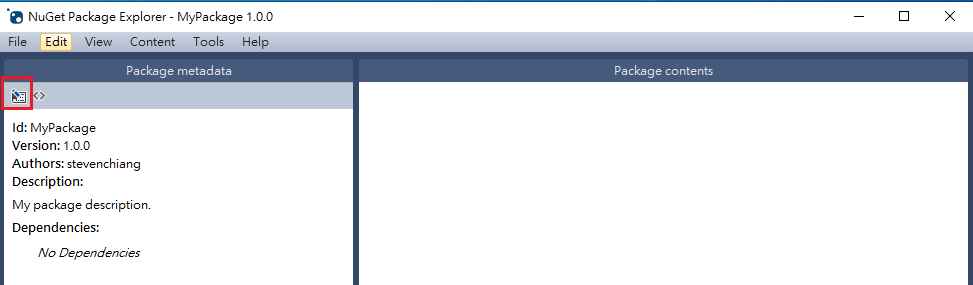 NuGet Package Explorer - MyPackage 1.0.0
File Edit View Content Tools Help
Package metadata
Package contents
<>
Id: MyPackage
Version: 1.0.0
Authors: stevenchiang
Description:
My package description.
Dependencies:
No Dependencies